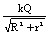 kQ
√R² + r²